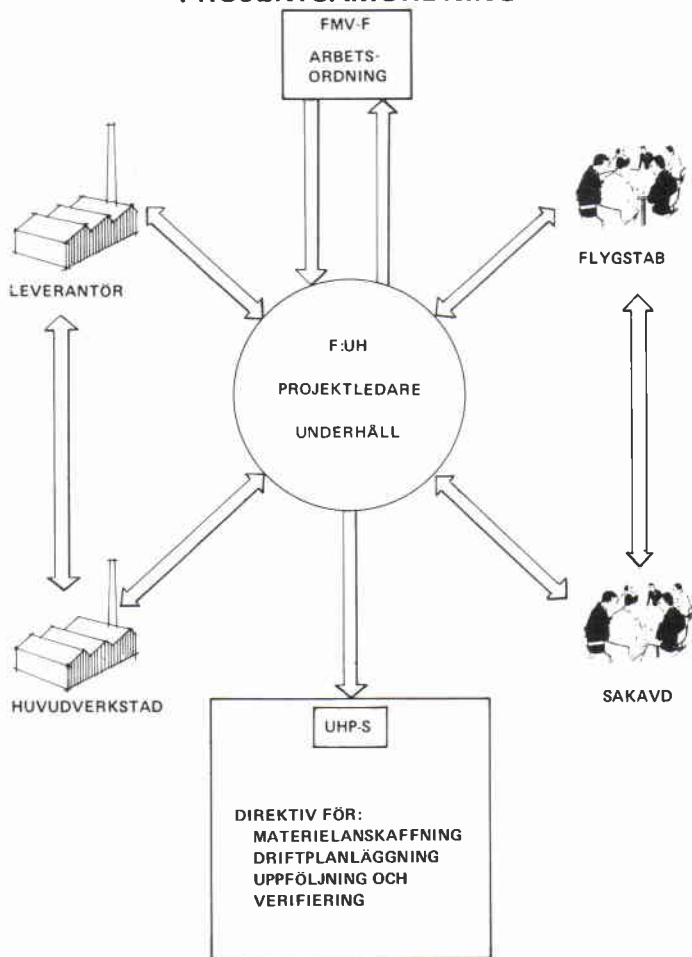 FMV-F
ARBETS-
ORDNING
LEVERANTÖR
FLYGSTAB
F:UH
PROJEKTLEDARE
UNDERHÅLL
HUVUDVERKSTAD
SAKAVD
UHP-S
DIREKTIV FÖR:
MATERIELANSKAFFNING
DRIFTPLANLÄGGNING
UPPFÖLJNING OCH
VERIFIERING